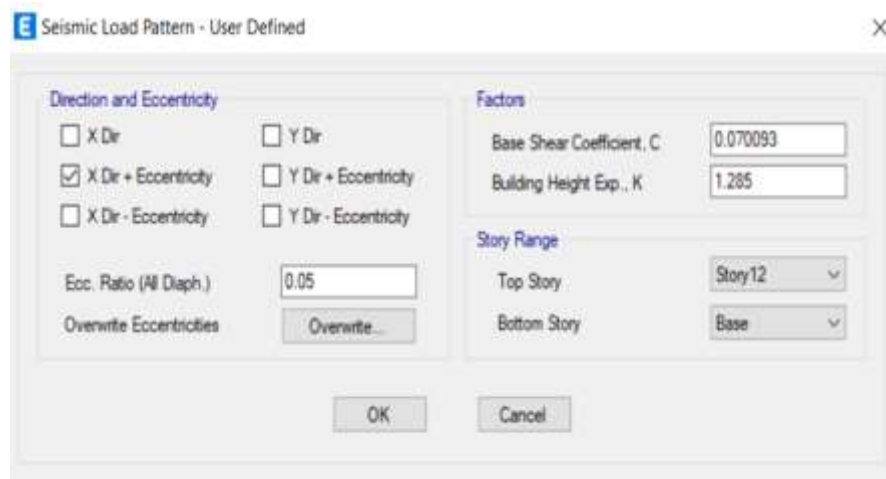 E Seismic Load Pattern - User Defined
Direction and Eccentricity
X Dir Y Dir
X Dir + Eccentricity Y Dir + Eccentricity
X Dir - Eccentricity Y Dir - Eccentricity
Ecc. Ratio (All Diaph.) 0.05
Overwrite Eccentricities Overwrite...
Factors
Base Shear Coefficient, C 0.070093
Building Height Exp., K 1.285
Story Range
Top Story Story12
Bottom Story Base
OK Cancel